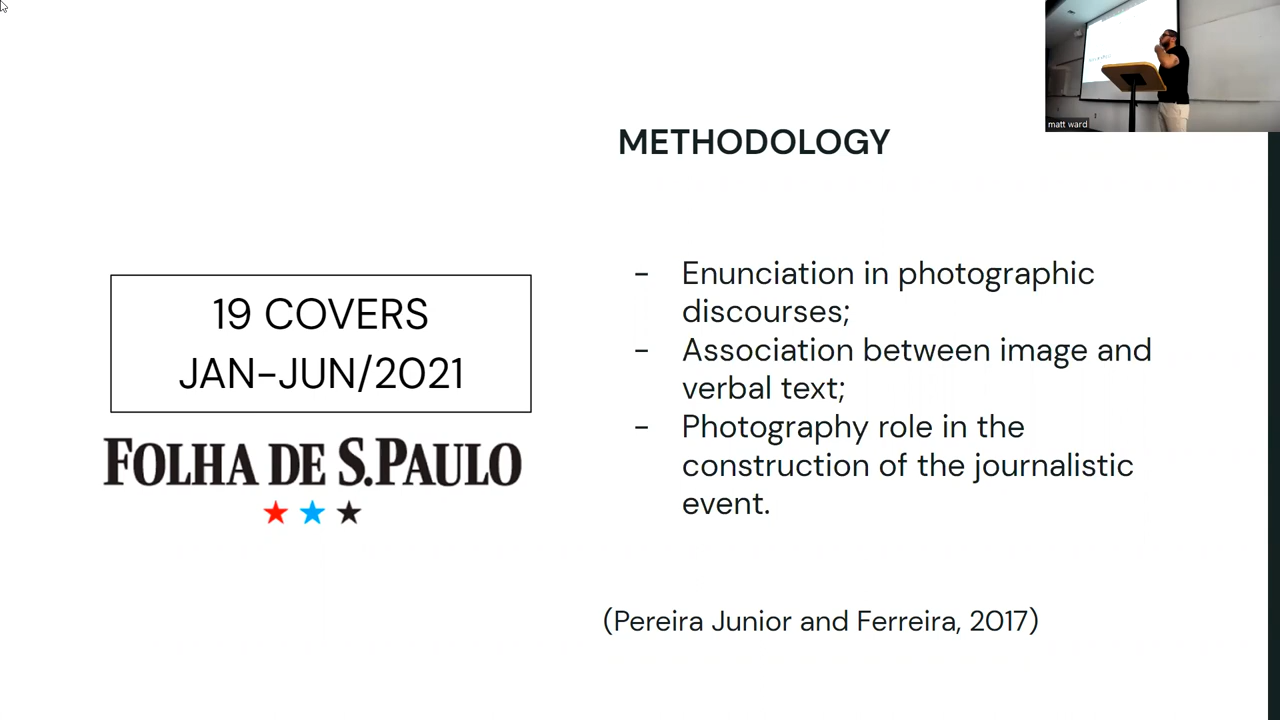 matt ward
METHODOLOGY
19 COVERS
JAN-JUN/2021
FOLHA DE S.PAULO
- Enunciation in photographic
discourses;
- Association between image and
verbal text;
- Photography role in the
construction of the journalistic
event.
(Pereira Junior and Ferreira, 2017)